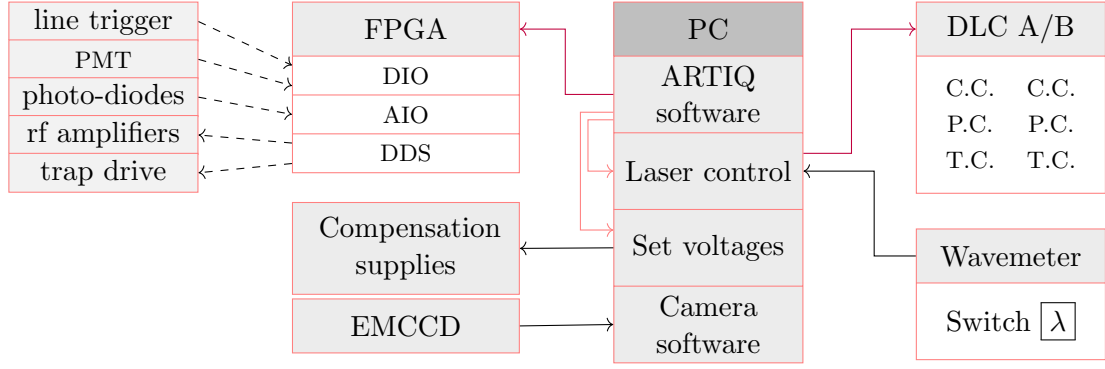 line trigger
PMT
photo-diodes
rf amplifiers
trap drive
FPGA
DIO
AIO
DDS
Compensation
supplies
EMCCD
PC
ARTIQ
software
Laser control
Set voltages
Camera
software
DLC A/B
C.C. C.C.
P.C. P.C.
T.C. T.C.
Wavemeter
Switch λ